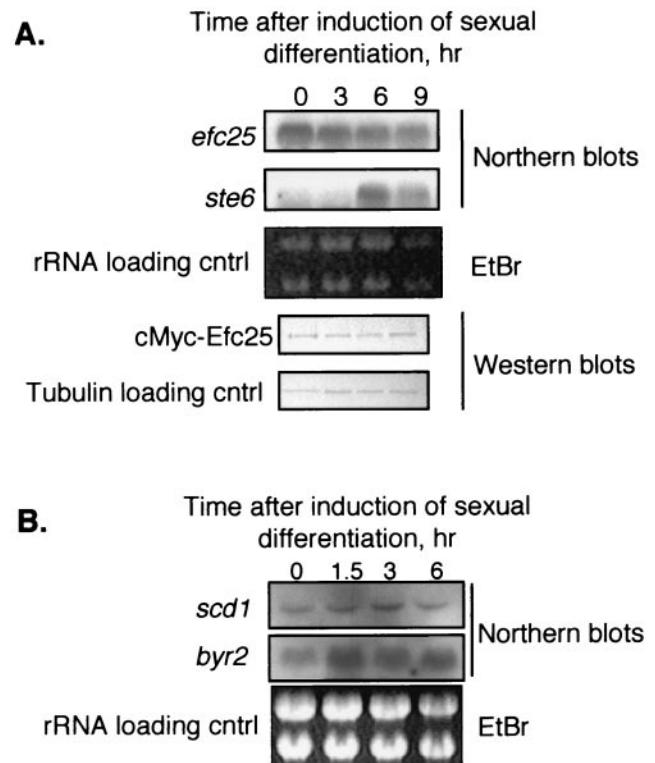 A.
Time after induction of sexual
differentiation, hr
0 3 6 9
efc25
ste6
Northern blots
rRNA loading cntrl
EtBr
cMyc-Efc25
Tubulin loading cntrl
Western blots
B.
Time after induction of sexual
differentiation, hr
0 1.5 3 6
scd1
byr2
Northern blots
rRNA loading cntrl
EtBr